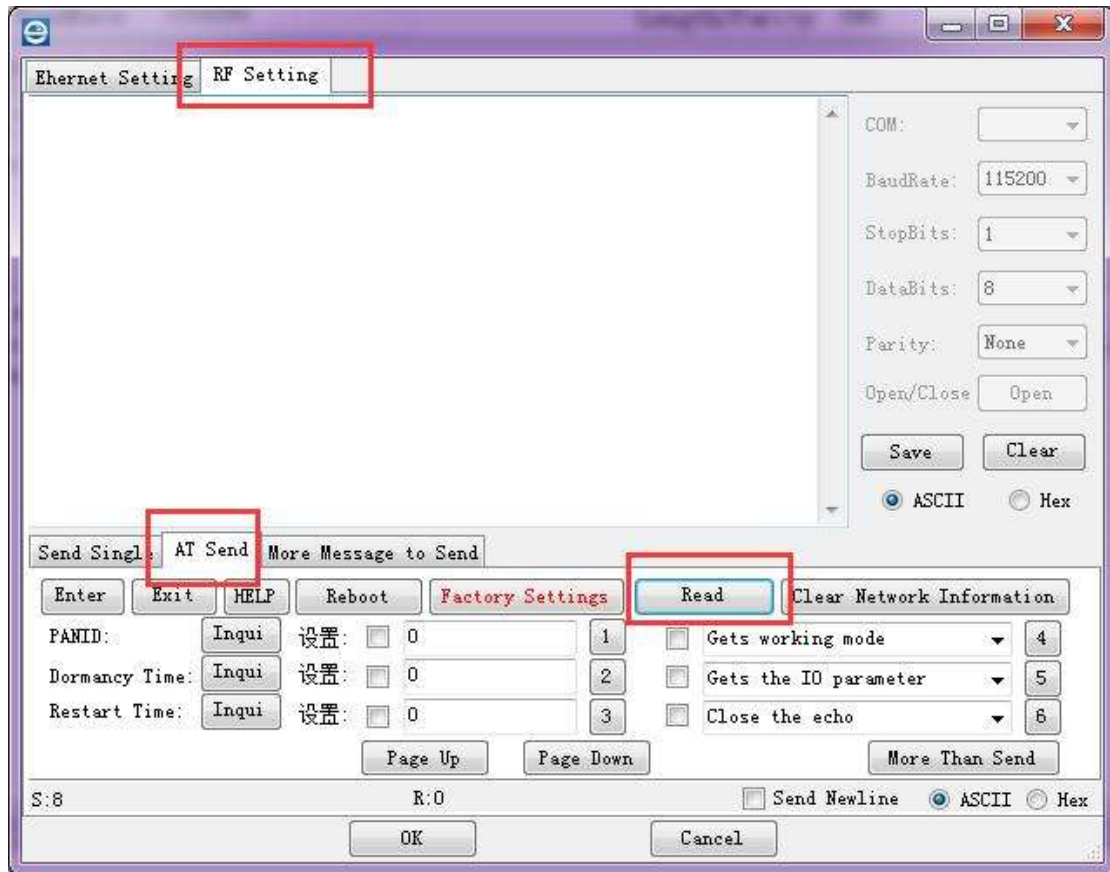 Ehernet Setting RF Setting
COM:
BaudRate: 115200
StopBits: 1
DataBits: 8
Parity: None
Open/Close Open
Save Clear
ASCII Hex
Send Single AT Send More Message to Send
Enter Exit HELP Reboot Factory Settings Read Clear Network Information
PANID: Inqui 设置: 0 1 Gets working mode 4
Dormancy Time: Inqui 设置: 0 2 Gets the IO parameter 5
Restart Time: Inqui 设置: 0 3 Close the echo 6
Page Up Page Down More Than Send
S:8 R:0 Send Newline ASCII Hex
OK Cancel